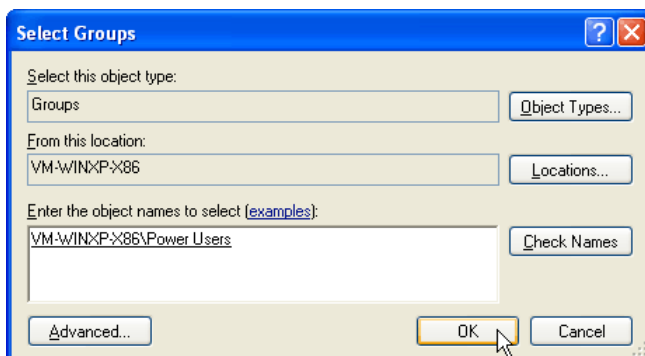 Select Groups
Select this object type:
Groups
Object Types...
From this location:
VM-WINXP-X86
Locations...
Enter the object names to select (examples):
VM-WINXP-X86\Power Users
Check Names
Advanced...
OK
Cancel